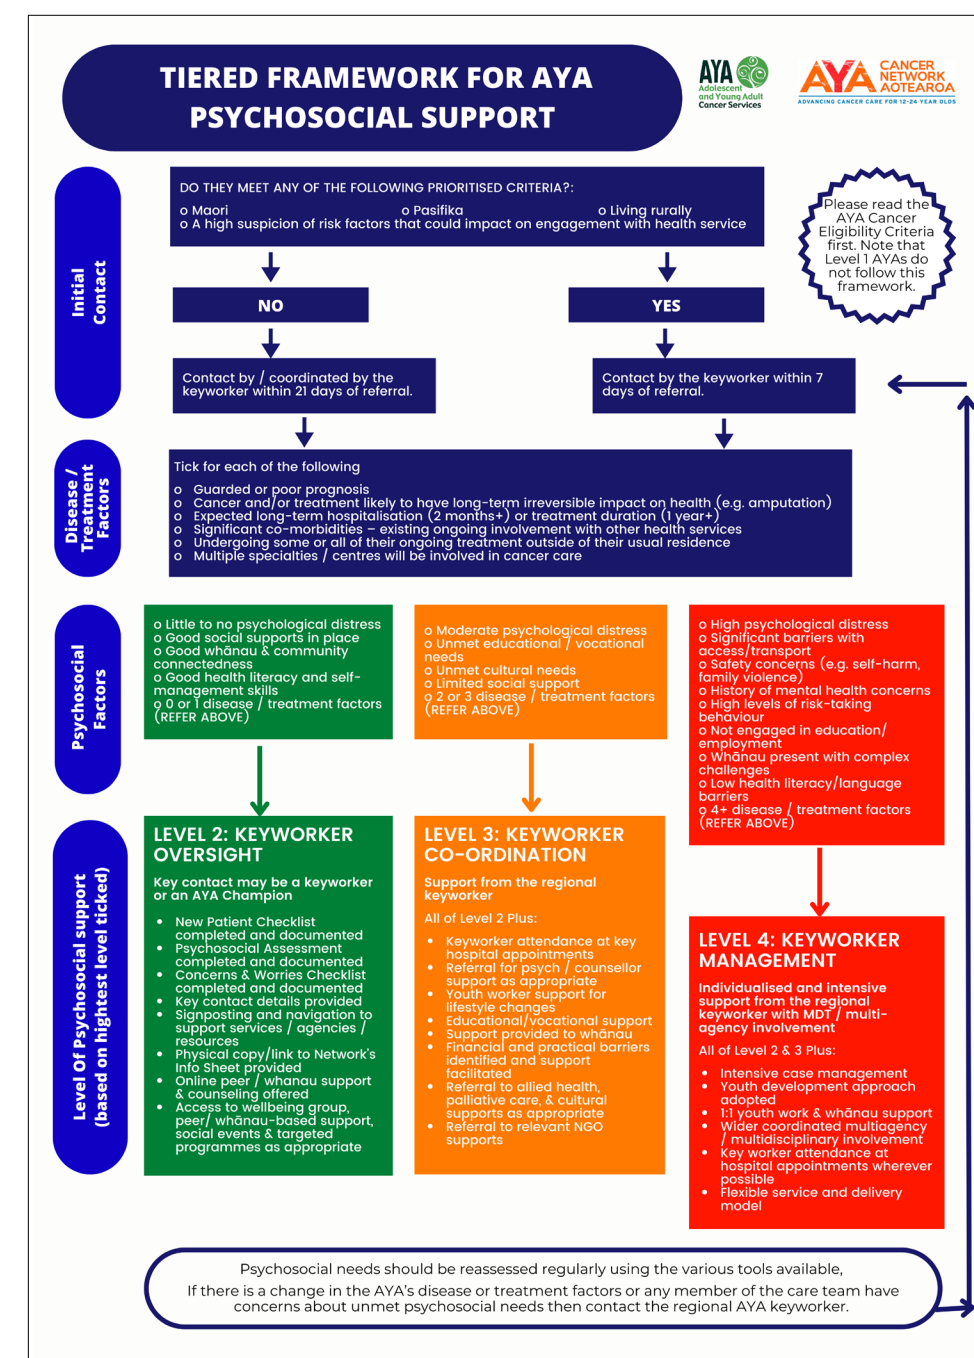 TIERED FRAMEWORK FOR AYA
PSYCHOSOCIAL SUPPORT
AYA
Adolescent
and Young Adult
Cancer Services
AYA CANCER
NETWORK
AOTEAROA
ADVANCING CANCER CARE FOR 12-24 YEAR OLDS
Initial
Contact
DO THEY MEET ANY OF THE FOLLOWING PRIORITISED CRITERIA?:
o Maori o Pasifika o Living rurally
o A high suspicion of risk factors that could impact on engagement with health service
Please read the
AYA Cancer
Eligibility Criteria
first. Note that
Level 1 AYAs do
not follow this
framework.
NO
YES
Contact by / coordinated by the
keyworker within 21 days of referral.
Contact by the keyworker within 7
days of referral.
Disease /
Treatment
Factors
Tick for each of the following
o Guarded or poor prognosis
o Cancer and/or treatment likely to have long-term irreversible impact on health (e.g. amputation)
o Expected long-term hospitalisation (2 months+) or treatment duration (1 year+)
o Significant co-morbidities – existing ongoing involvement with other health services
o Undergoing some or all of their ongoing treatment outside of their usual residence
o Multiple specialties / centres will be involved in cancer care
Psychosocial
Factors
o Little to no psychological distress
o Good social supports in place
o Good whānau & community
connectedness
o Good health literacy and self-
management skills
o 0 or 1 disease / treatment factors
(REFER ABOVE)
o Moderate psychological distress
o Unmet educational / vocational
needs
o Unmet cultural needs
o Limited social support
o 2 or 3 disease / treatment factors
(REFER ABOVE)
o High psychological distress
o Significant barriers with
access/transport
o Safety concerns (e.g. self-harm,
family violence)
o History of mental health concerns
o High levels of risk-taking
behaviour
o Not engaged in education/
employment
o Whānau present with complex
challenges
o Low health literacy/language
barriers
o 4+ disease / treatment factors
(REFER ABOVE)
Level Of Psychosocial support
(based on hightest level ticked)
LEVEL 2: KEYWORKER
OVERSIGHT
Key contact may be a keyworker
or an AYA Champion
• New Patient Checklist
completed and documented
• Psychosocial Assessment
completed and documented
• Concerns & Worries Checklist
completed and documented
• Key contact details provided
• Signposting and navigation to
support services / agencies /
resources
• Physical copy/link to Network's
Info Sheet provided
• Online peer / whanau support
& counseling offered
• Access to wellbeing group,
peer/ whānau-based support,
social events & targeted
programmes as appropriate
LEVEL 3: KEYWORKER
CO-ORDINATION
Support from the regional
keyworker
All of Level 2 Plus:
• Keyworker attendance at key
hospital appointments
• Referral for psych / counsellor
support as appropriate
• Youth worker support for
lifestyle changes
• Educational/vocational support
• Support provided to whānau
• Financial and practical barriers
identified and support
facilitated
• Referral to allied health,
palliative care, & cultural
supports as appropriate
• Referral to relevant NGO
supports
LEVEL 4: KEYWORKER
MANAGEMENT
Individualised and intensive
support from the regional
keyworker with MDT / multi-
agency involvement
All of Level 2 & 3 Plus:
• Intensive case management
• Youth development approach
adopted
• 1:1 youth work & whānau support
• Wider coordinated multiagency
/ multidisciplinary involvement
• Key worker attendance at
hospital appointments wherever
possible
• Flexible service and delivery
model
Psychosocial needs should be reassessed regularly using the various tools available,
If there is a change in the AYA's disease or treatment factors or any member of the care team have
concerns about unmet psychosocial needs then contact the regional AYA keyworker.